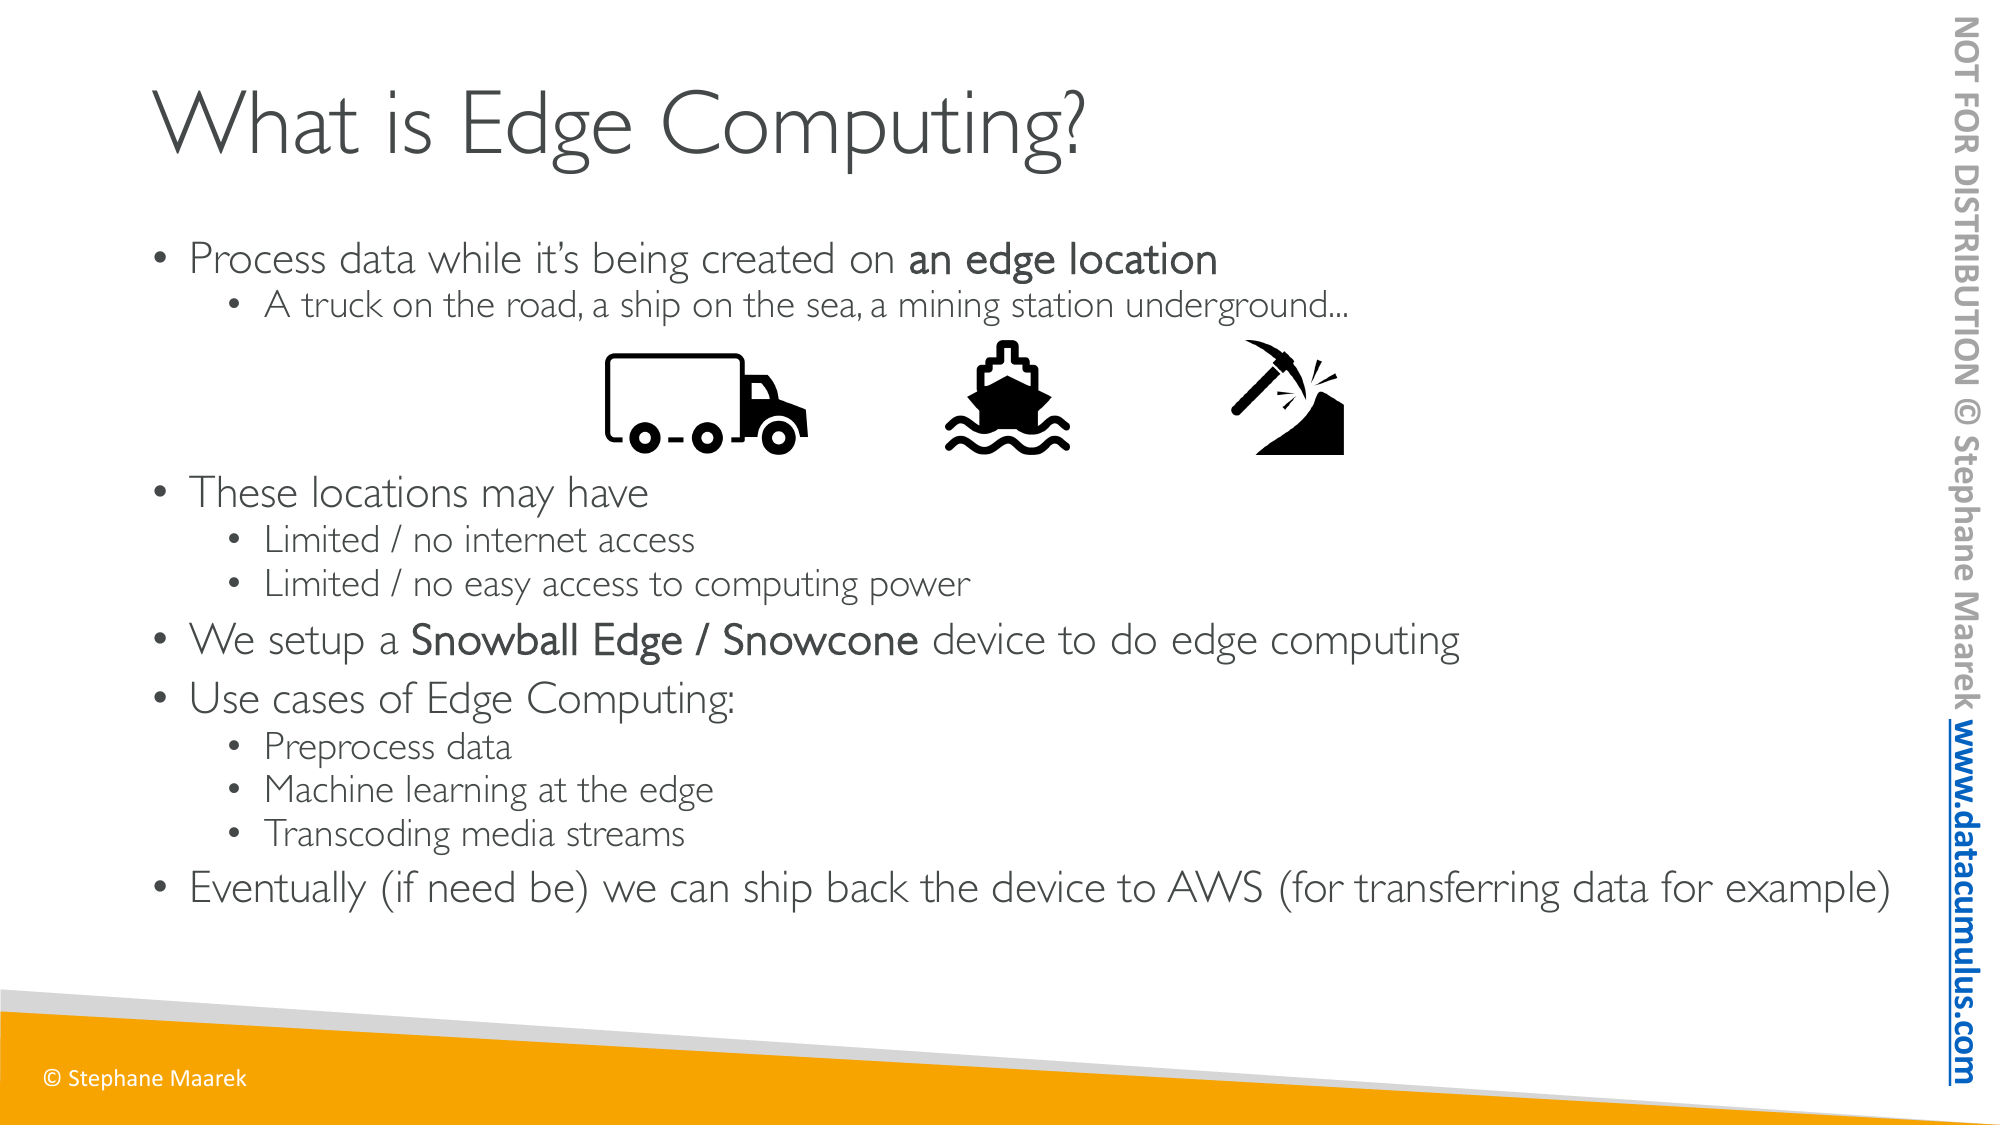 What is Edge Computing?
• Process data while it’s being created on an edge location
• A truck on the road, a ship on the sea, a mining station underground...
• These locations may have
• Limited / no internet access
• Limited / no easy access to computing power
• We setup a Snowball Edge / Snowcone device to do edge computing
• Use cases of Edge Computing:
• Preprocess data
• Machine learning at the edge
• Transcoding media streams
• Eventually (if need be) we can ship back the device to AWS (for transferring data for example)
© Stephane Maarek
NOT FOR DISTRIBUTION © Stephane Maarek www.datacumulus.com